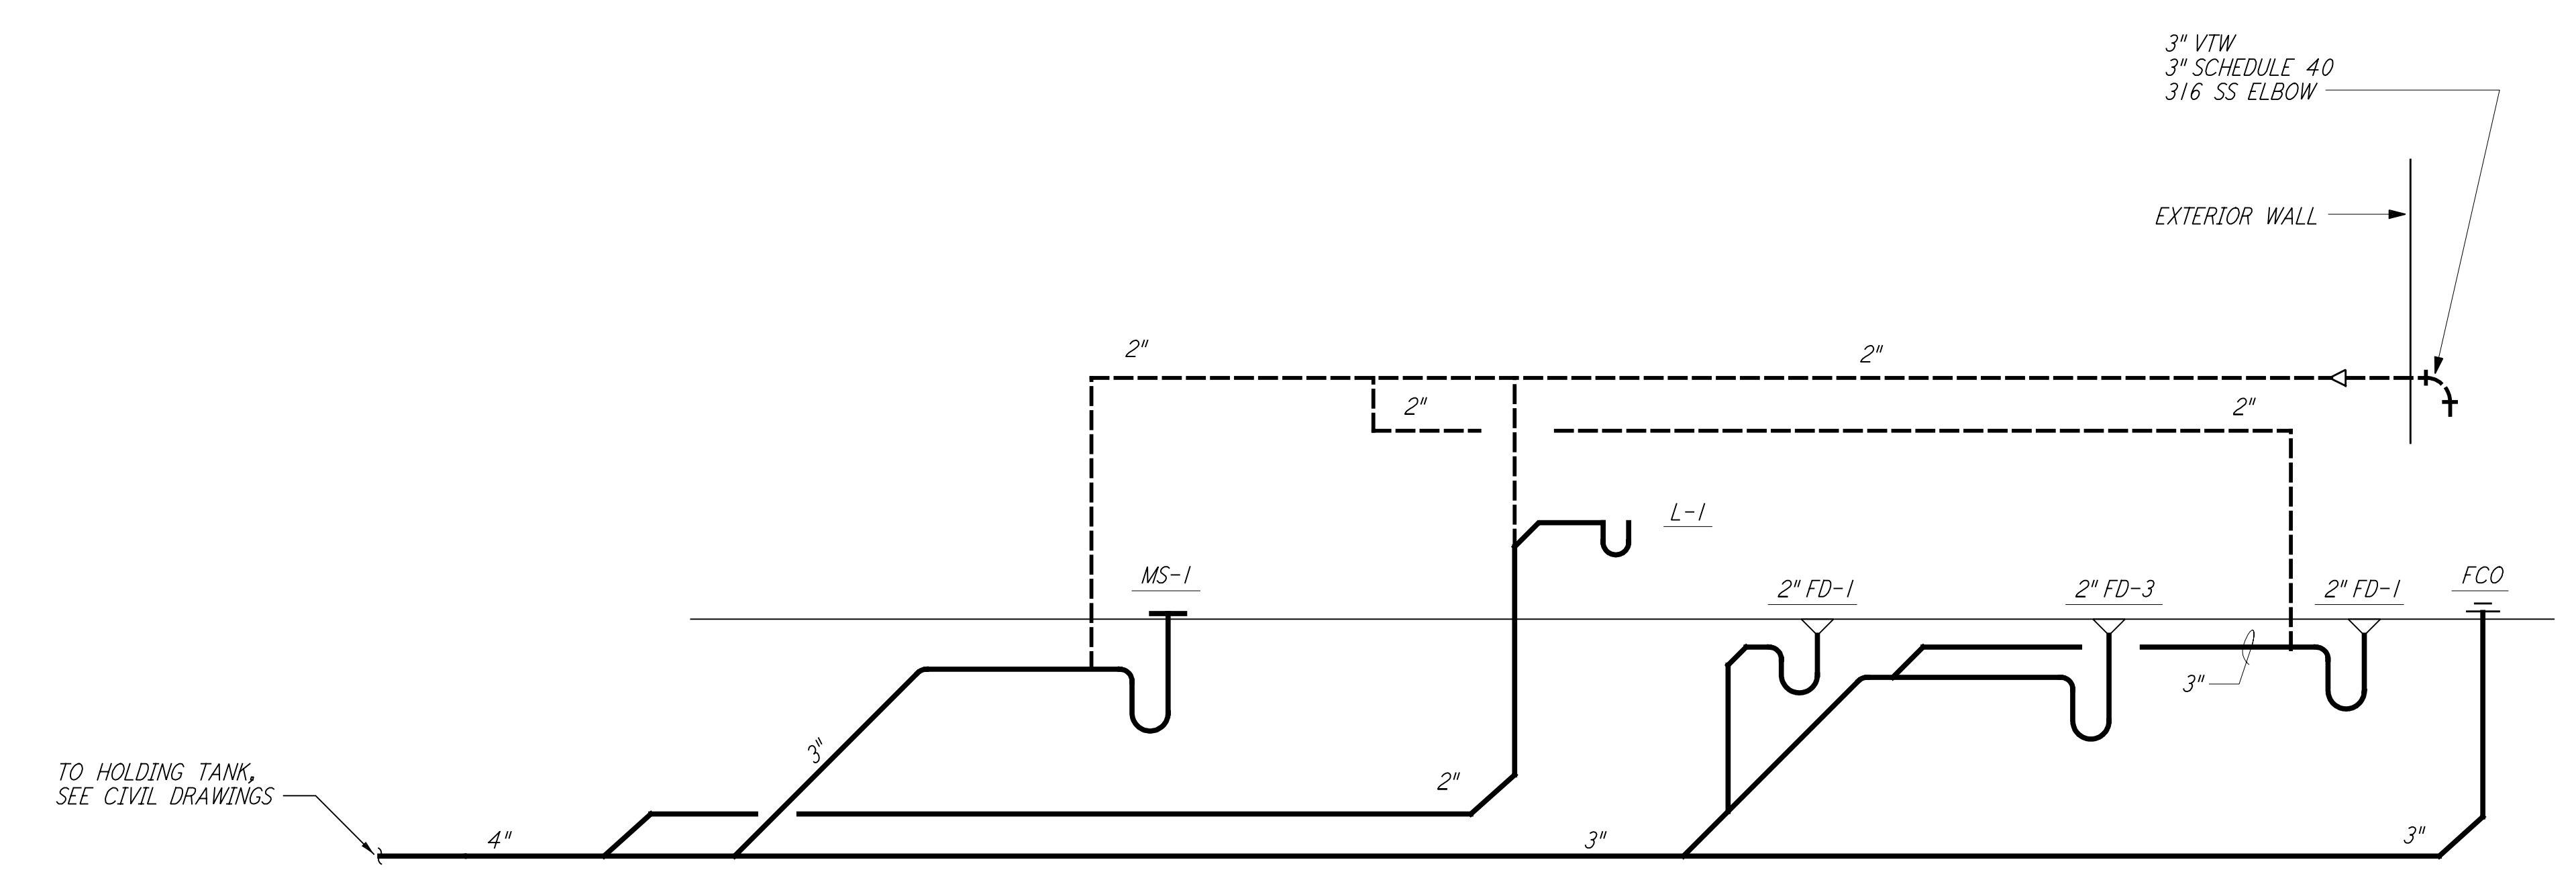 3" VTW
3" SCHEDULE 40
316 SS ELBOW
EXTERIOR WALL
2"
2"
2"
2"
L-1
MS-1
2" FD-1
2" FD-3
2" FD-1
FCO
3"
3"
TO HOLDING TANK,
SEE CIVIL DRAWINGS
2"
4"
3"
3"